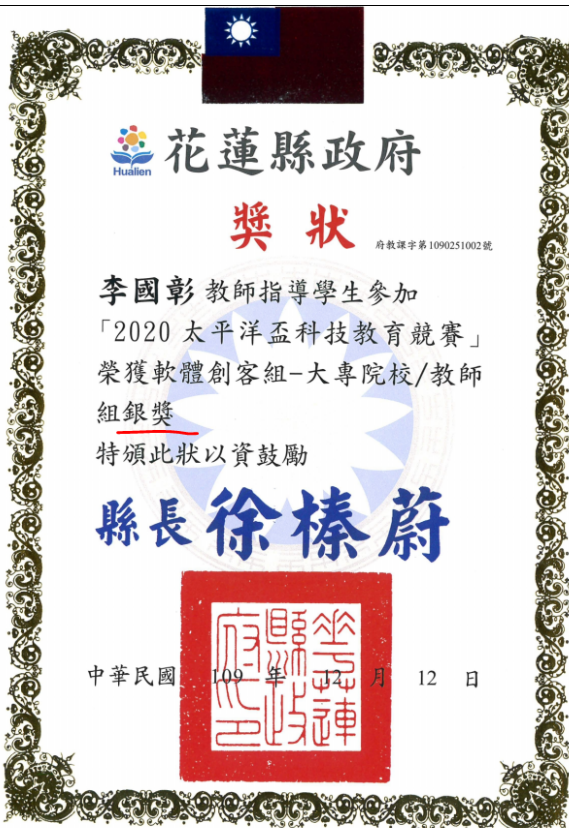 Hualien
花蓮縣政府
獎狀
府教課字第1090251002號
李國彰 教師指導學生參加
「2020 太平洋盃科技教育競賽」
榮獲軟體創客組-大專院校/教師
組銀獎
特頒此狀以資鼓勵
縣長 徐榛蔚
花蓮縣政府印
中華民國 109 年 12 月 12 日